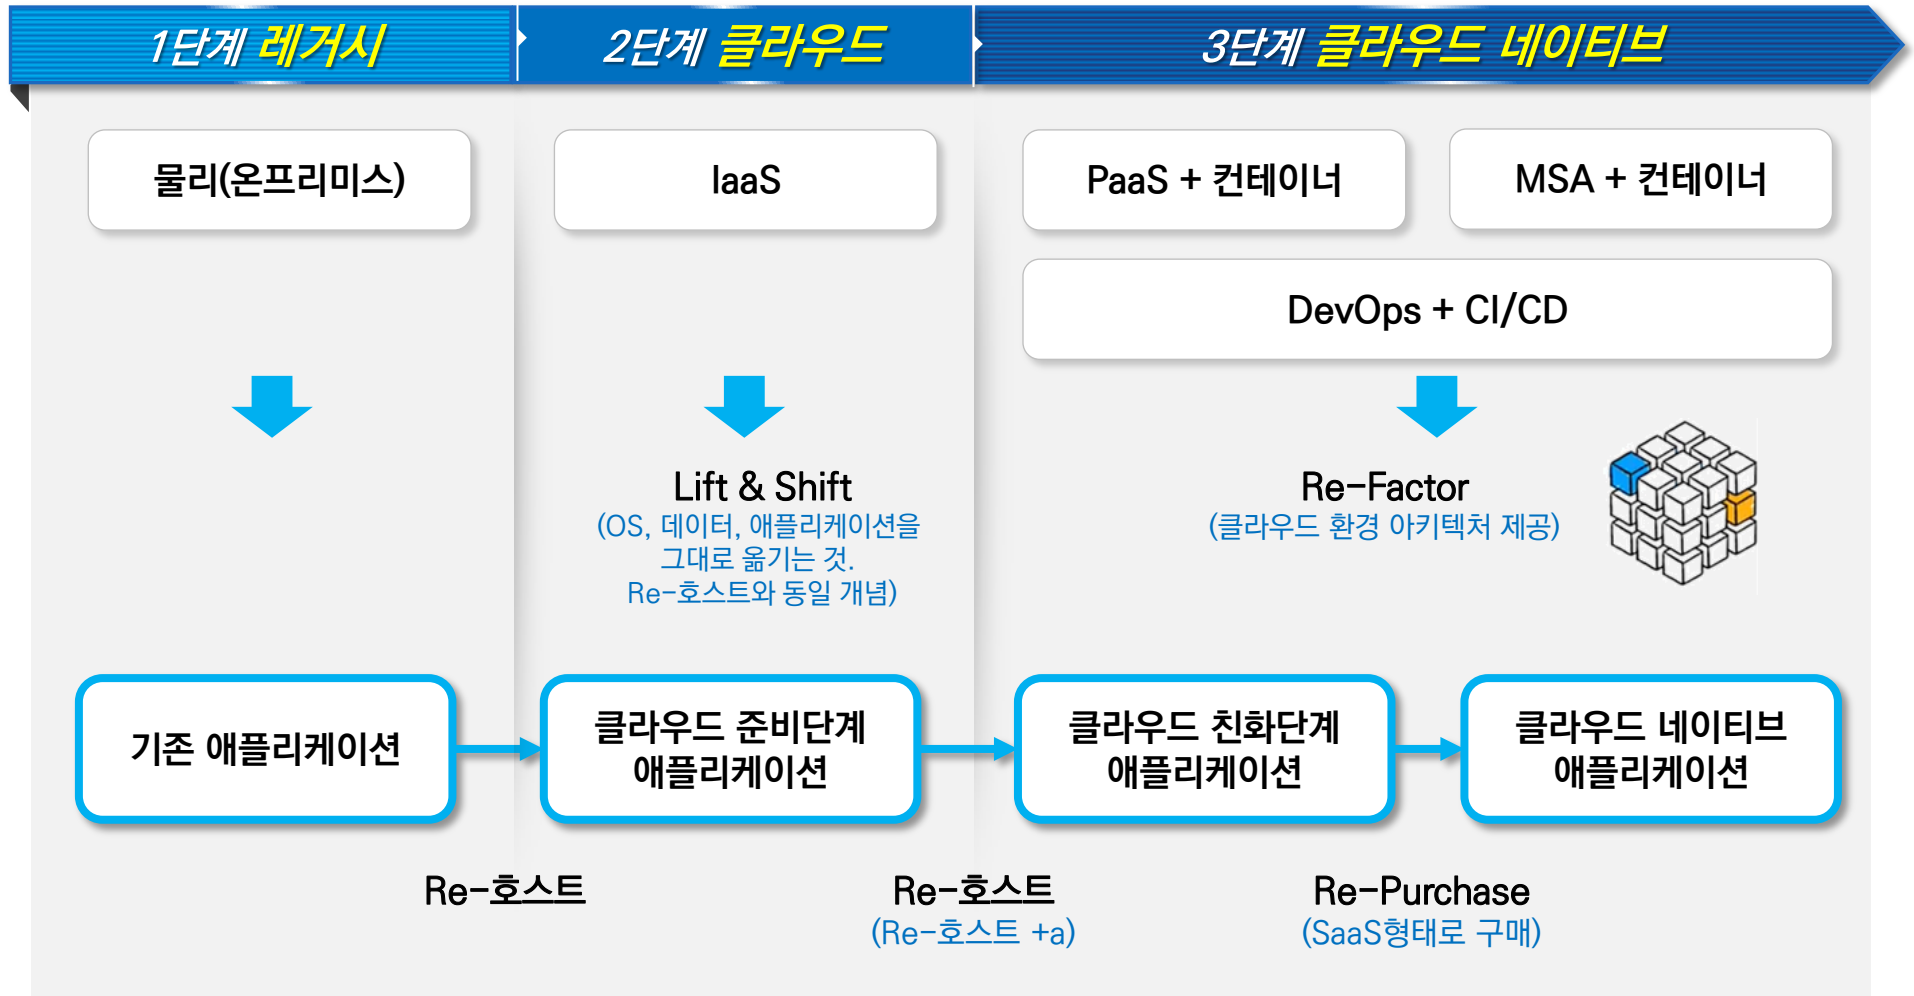 1단계 레거시
2단계 클라우드
3단계 클라우드 네이티브
물리(온프리미스)
IaaS
PaaS + 컨테이너
MSA + 컨테이너
DevOps + CI/CD
Lift & Shift
(OS, 데이터, 애플리케이션을
그대로 옮기는 것.
Re-호스트와 동일 개념)
Re-Factor
(클라우드 환경 아키텍처 제공)
기존 애플리케이션
클라우드 준비단계
애플리케이션
클라우드 친화단계
애플리케이션
클라우드 네이티브
애플리케이션
Re-호스트
Re-호스트
(Re-호스트 +a)
Re-Purchase
(SaaS형태로 구매)